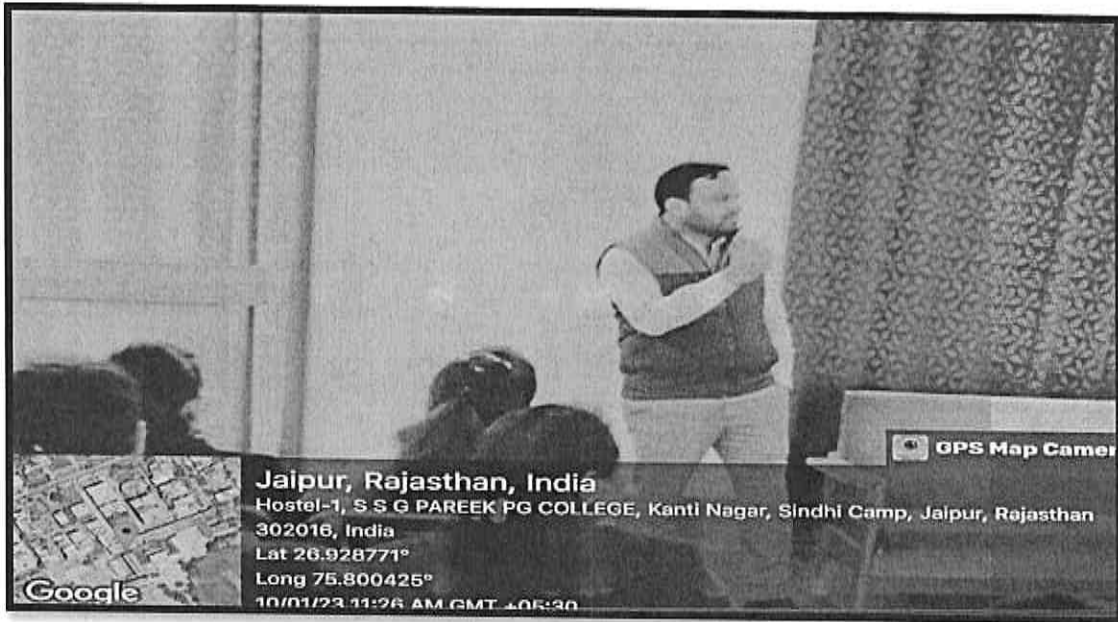 GPS Map Camer
Jaipur, Rajasthan, India
Hostel-1, S S G PAREEK PG COLLEGE, Kanti Nagar, Sindhi Camp, Jaipur, Rajasthan
302016, India
Lat 26.928771°
Long 75.800425°
10/01/23 11:26 AM GMT +05:30
Google